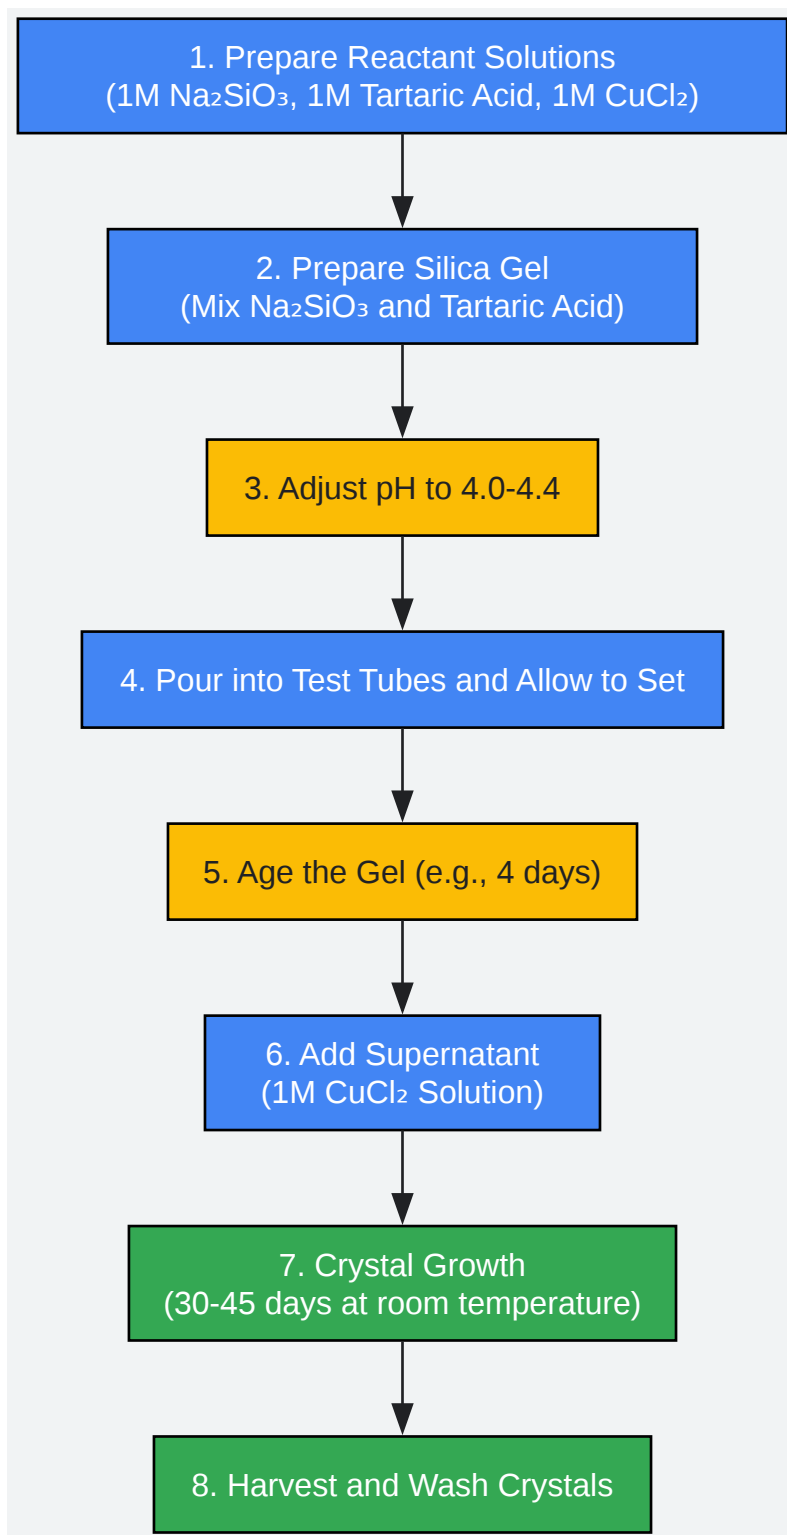 1. Prepare Reactant Solutions
(1M Na₂SiO₃, 1M Tartaric Acid, 1M CuCl₂)
2. Prepare Silica Gel
(Mix Na₂SiO₃ and Tartaric Acid)
3. Adjust pH to 4.0-4.4
4. Pour into Test Tubes and Allow to Set
5. Age the Gel (e.g., 4 days)
6. Add Supernatant
(1M CuCl₂ Solution)
7. Crystal Growth
(30-45 days at room temperature)
8. Harvest and Wash Crystals